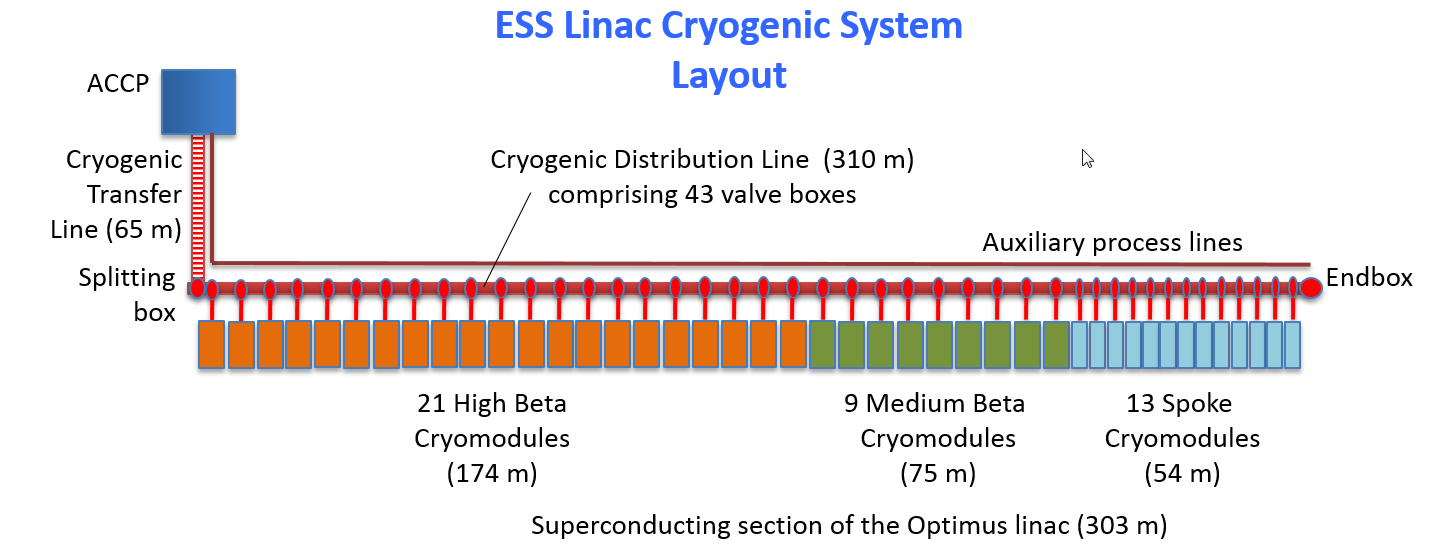 ESS Linac Cryogenic System
Layout
ACCP
Cryogenic
Transfer
Line (65 m)
Cryogenic Distribution Line (310 m)
comprising 43 valve boxes
Auxiliary process lines
Splitting
box
Endbox
21 High Beta
Cryomodules
(174 m)
9 Medium Beta
Cryomodules
(75 m)
13 Spoke
Cryomodules
(54 m)
Superconducting section of the Optimus linac (303 m)